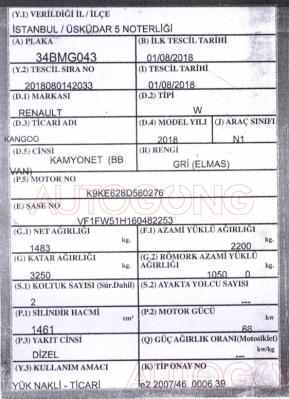 (Y.1) VERİLDİĞİ İL / İLÇE
İSTANBUL / ÜSKÜDAR 5 NOTERLİĞİ
(A) PLAKA (B) İLK TESCİL TARİHİ
34BMG043 01/08/2018
(Y.2) TESCİL SIRA NO (I) TESCİL TARİHİ
2018080142033 01/08/2018
(D.1) MARKASI (D.2) TİPİ
RENAULT W
(D.3) TİCARİ ADI (D.4) MODEL YILI (J) ARAÇ SINIFI
KANGOO 2018 N1
(D.5) CİNSİ (R) RENGİ
KAMYONET (BB VAN) GRİ (ELMAS)
(P.5) MOTOR NO
K9KE628D560276
(E) ŞASE NO
VF1FW51H160482253
(G.1) NET AĞIRLIĞI (F.1) AZAMİ YÜKLÜ AĞIRLIĞI
1483 kg. 2200 kg.
(G) KATAR AĞIRLIĞI (G.2) RÖMORK AZAMİ YÜKLÜ AĞIRLIĞI
3250 kg. 1050 0 kg.
(S.1) KOLTUK SAYISI (Sür.Dahil) (S.2) AYAKTA YOLCU SAYISI
2 ---
(P.1) SİLİNDİR HACMİ (P.2) MOTOR GÜCÜ
1461 cm³ 66 kw.
(P.3) YAKIT CİNSİ (Q) GÜÇ AĞIRLIK ORANI(Motosiklet)
DİZEL --- kw/kg
(Y.3) KULLANIM AMACI (K) TİP ONAY NO
YÜK NAKLİ - TİCARİ e2 2007/46 0006 39
AUTOGONG
AUTOGONG